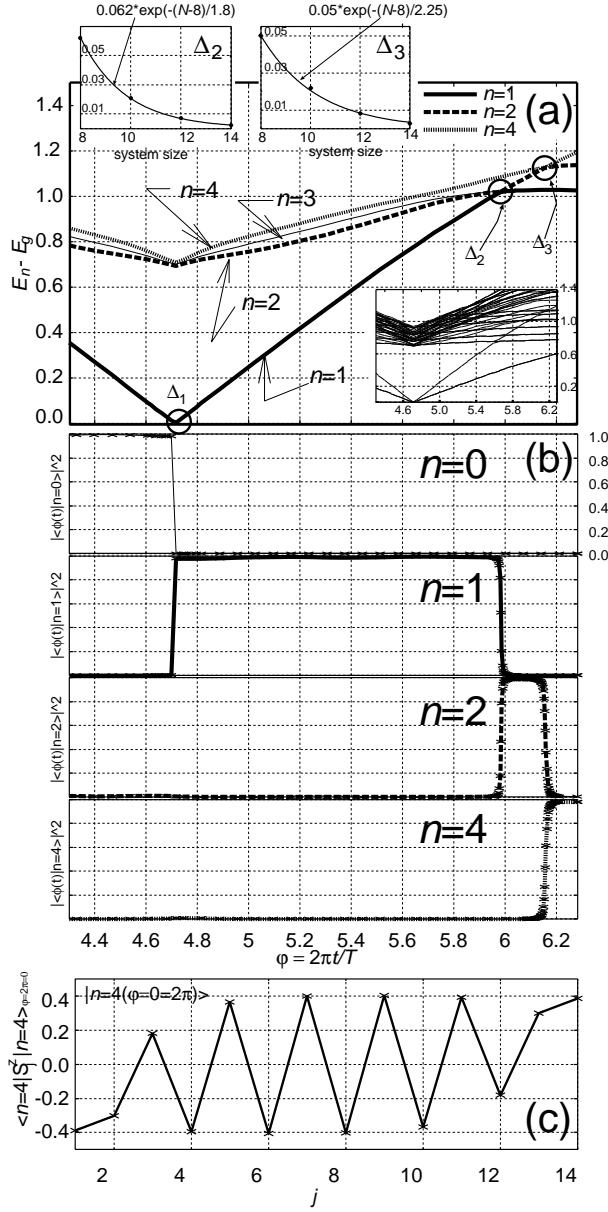 0.062*exp(-(N-8)/1.8)
0.05*exp(-(N-8)/2.25)
0.05
0.03
0.01
Δ2
8 10 12 14
system size
0.05
0.03
0.01
Δ3
8 10 12 14
system size
n=1
n=2
n=4
(a)
1.4
1.2
1.0
0.8
0.6
0.4
0.2
0.0
En- Eg
n=4
n=3
n=2
n=1
Δ1
Δ2
Δ3
1.4
1.0
0.6
0.2
4.6 5.0 5.4 5.8 6.2
(b)
n=0
|<ϕ(t)|n=0>|^2
1.0
0.8
0.6
0.4
0.2
0.0
n=1
|<ϕ(t)|n=1>|^2
n=2
|<ϕ(t)|n=2>|^2
n=4
|<ϕ(t)|n=4>|^2
4.4 4.6 4.8 5 5.2 5.4 5.6 5.8 6 6.2
φ = 2πt/T
|n=4(φ=0=2π)>
0.4
0.2
0.0
-0.2
-0.4
<n=4|Sjz|n=4>φ=2π=0
(c)
2 4 6 8 10 12 14
j